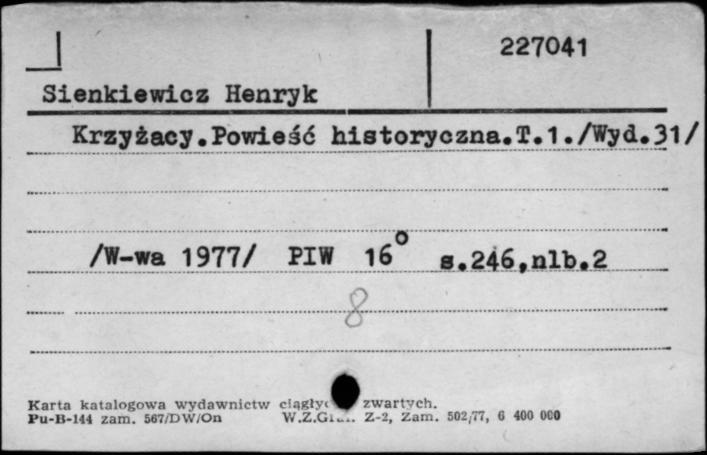 227041
Sienkiewicz Henryk
Krzyżacy.Powieść historyczna.T.1./Wyd.31/
/W-wa 1977/ PIW 16° s.246,nlb.2
8
Karta katalogowa wydawnictw zwartych.
Pu-B-144 zam. 567/DW/On Z-2, Zam. 502/77, 6 400 000